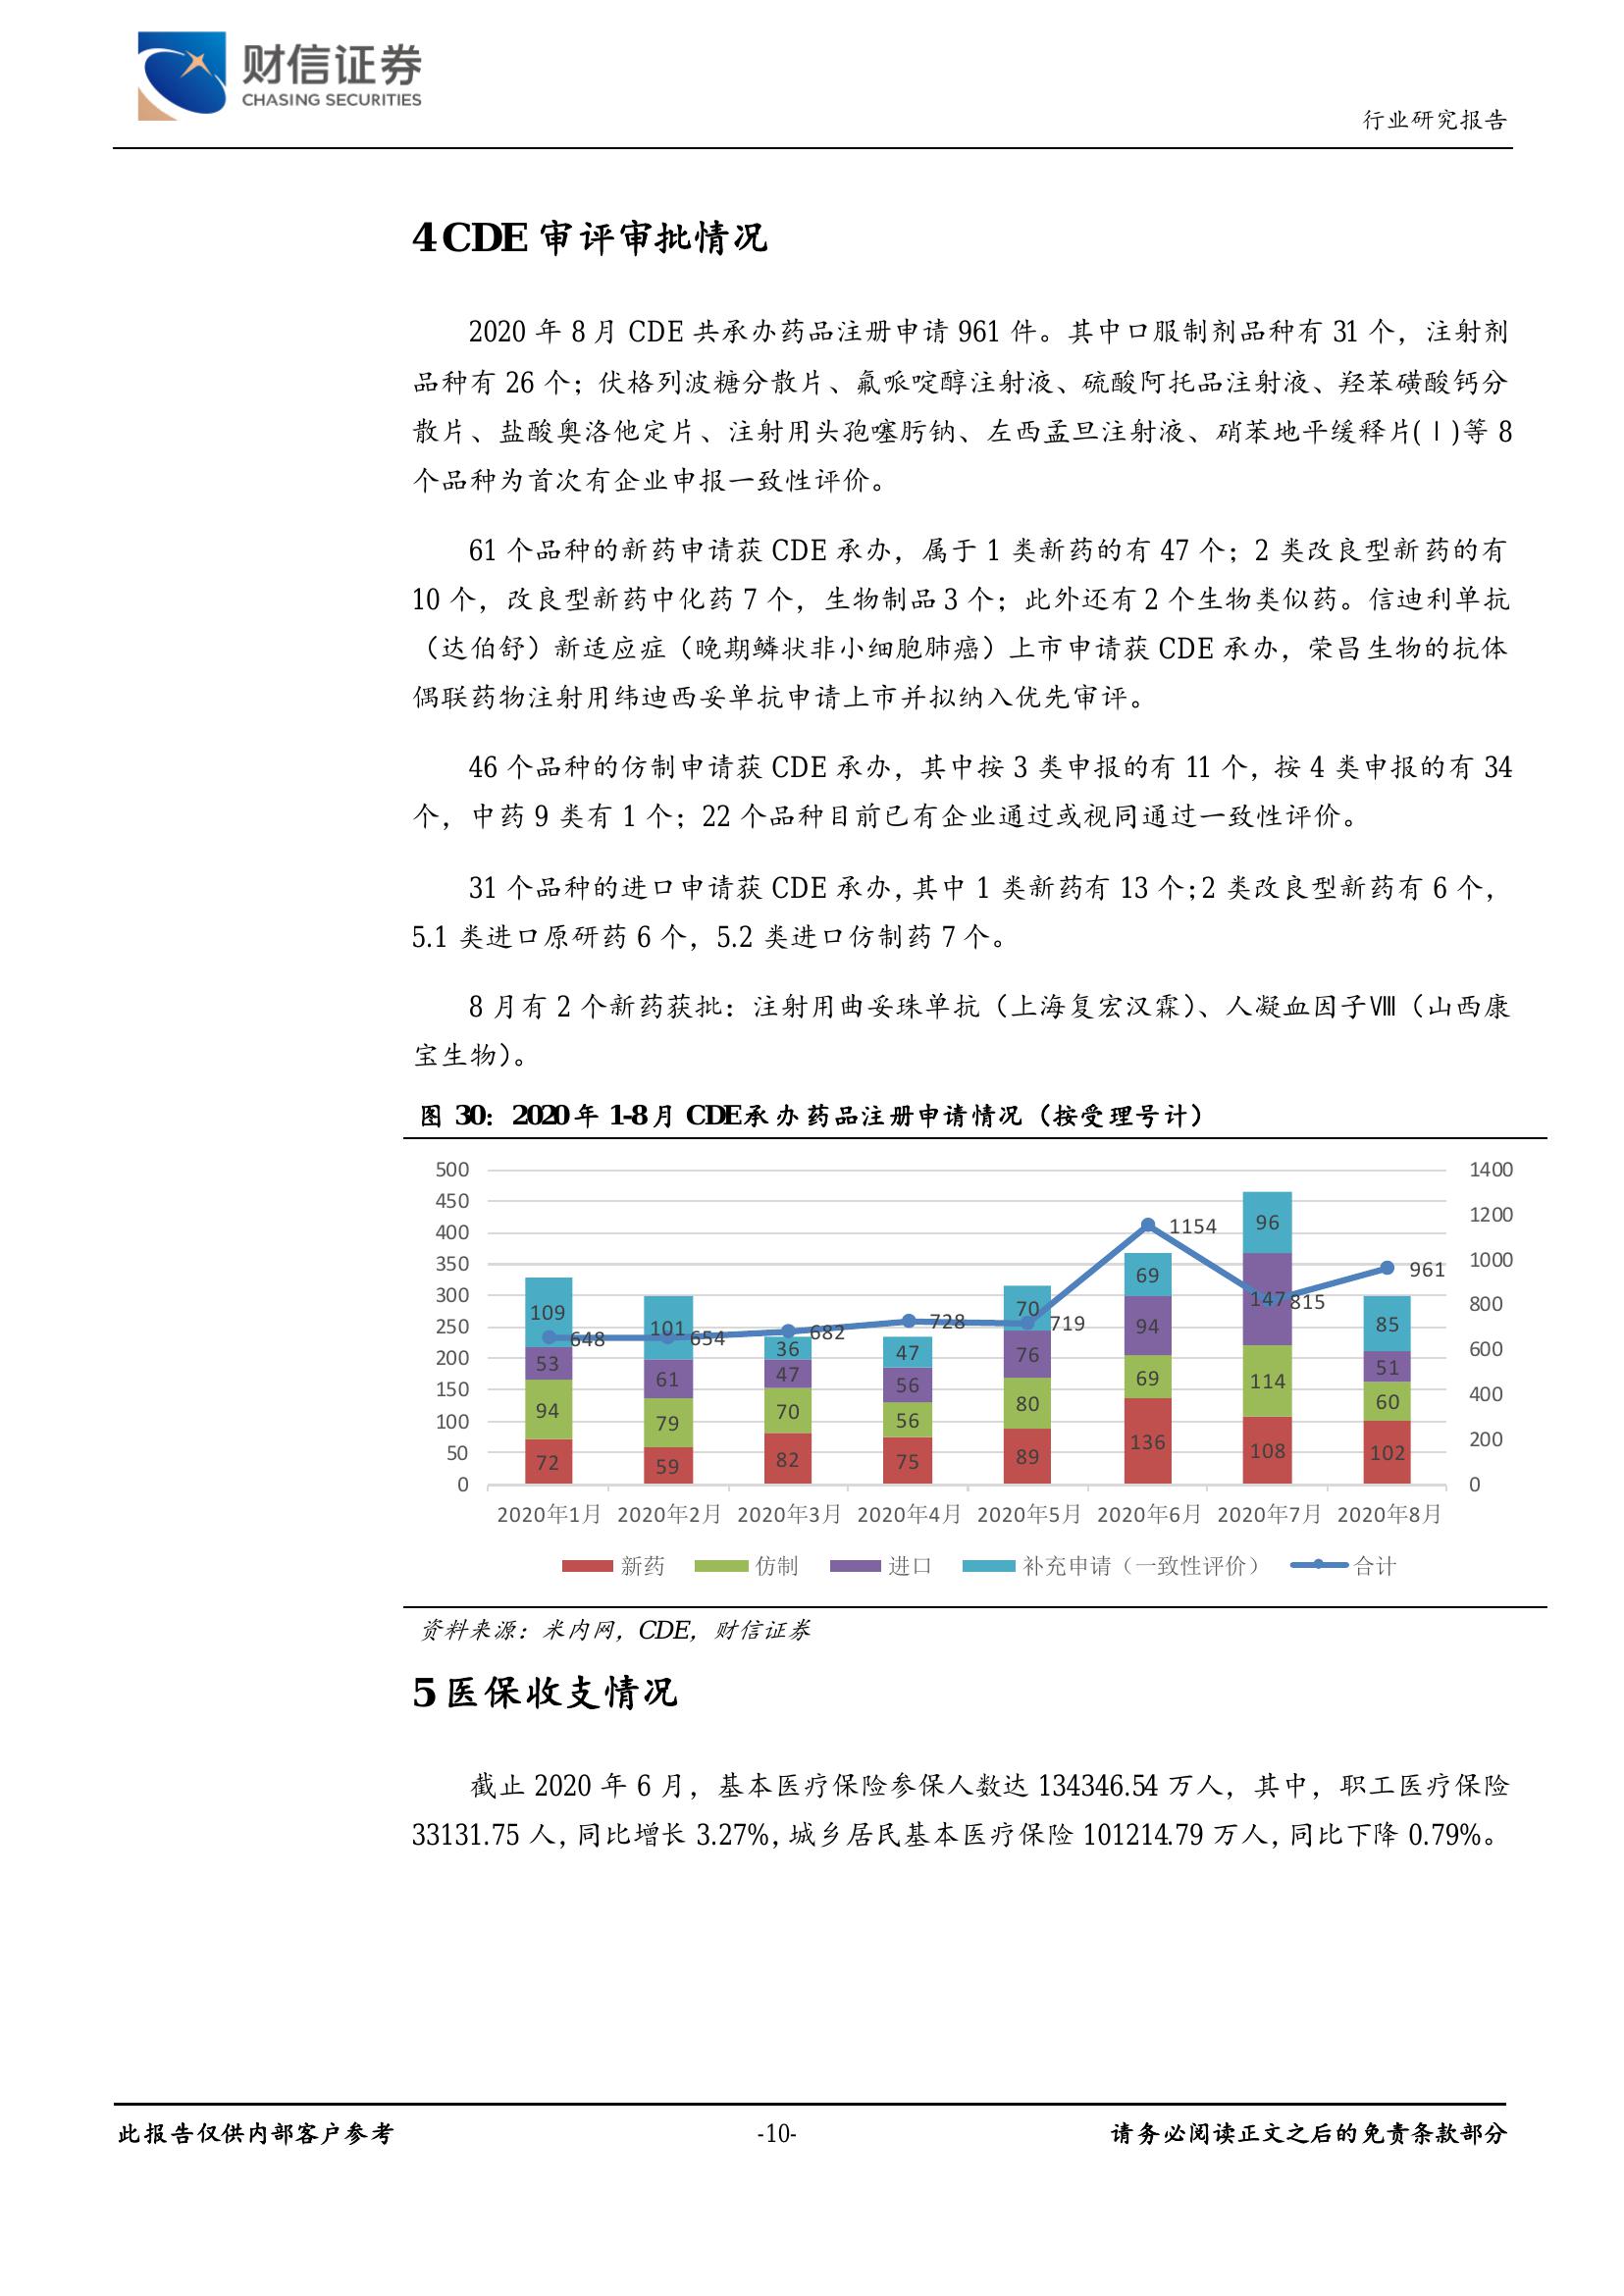 财信证券
CHASING SECURITIES
行业研究报告
4 CDE 审评审批情况
2020 年 8 月 CDE 共承办药品注册申请 961 件。其中口服制剂品种有 31 个，注射剂
品种有 26 个；伏格列波糖分散片、氟哌啶醇注射液、硫酸阿托品注射液、羟苯磺酸钙分
散片、盐酸奥洛他定片、注射用头孢噻肟钠、左西孟旦注射液、硝苯地平缓释片(Ⅰ)等 8
个品种为首次有企业申报一致性评价。
61 个品种的新药申请获 CDE 承办，属于 1 类新药的有 47 个；2 类改良型新药的有
10 个，改良型新药中化药 7 个，生物制品 3 个；此外还有 2 个生物类似药。信迪利单抗
（达伯舒）新适应症（晚期鳞状非小细胞肺癌）上市申请获 CDE 承办，荣昌生物的抗体
偶联药物注射用纬迪西妥单抗申请上市并拟纳入优先审评。
46 个品种的仿制申请获 CDE 承办，其中按 3 类申报的有 11 个，按 4 类申报的有 34
个，中药 9 类有 1 个；22 个品种目前已有企业通过或视同通过一致性评价。
31 个品种的进口申请获 CDE 承办，其中 1 类新药有 13 个；2 类改良型新药有 6 个，
5.1 类进口原研药 6 个，5.2 类进口仿制药 7 个。
8 月有 2 个新药获批：注射用曲妥珠单抗（上海复宏汉霖）、人凝血因子Ⅷ（山西康
宝生物）。
图 30：2020 年 1-8 月 CDE 承办药品注册申请情况（按受理号计）
500 1400
450 1200
400 1000
350 800
300 600
250 400
200 200
150 0
100
50
0
109 101 36 47 70 69 96 85
53 61 47 56 76 94 147 51
94 79 70 56 80 69 114 60
72 59 82 75 89 136 108 102
648 654 682 728 719 1154 815 961
2020年1月 2020年2月 2020年3月 2020年4月 2020年5月 2020年6月 2020年7月 2020年8月
新药 仿制 进口 补充申请（一致性评价） 合计
资料来源：米内网，CDE，财信证券
5 医保收支情况
截止 2020 年 6 月，基本医疗保险参保人数达 134346.54 万人，其中，职工医疗保险
33131.75 人，同比增长 3.27%，城乡居民基本医疗保险 101214.79 万人，同比下降 0.79%。
此报告仅供内部客户参考 -10- 请务必阅读正文之后的免责条款部分